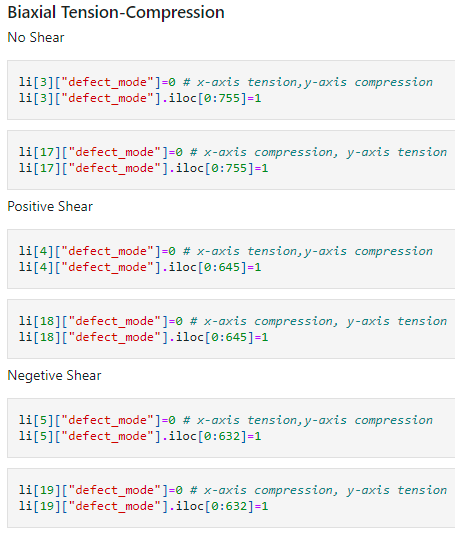 Biaxial Tension-Compression
No Shear
li[3]["defect_mode"]=0 # x-axis tension,y-axis compression
li[3]["defect_mode"].iloc[0:755]=1
li[17]["defect_mode"]=0 # x-axis compression, y-axis tension
li[17]["defect_mode"].iloc[0:755]=1
Positive Shear
li[4]["defect_mode"]=0 # x-axis tension,y-axis compression
li[4]["defect_mode"].iloc[0:645]=1
li[18]["defect_mode"]=0 # x-axis compression, y-axis tension
li[18]["defect_mode"].iloc[0:645]=1
Negetive Shear
li[5]["defect_mode"]=0 # x-axis tension,y-axis compression
li[5]["defect_mode"].iloc[0:632]=1
li[19]["defect_mode"]=0 # x-axis compression, y-axis tension
li[19]["defect_mode"].iloc[0:632]=1